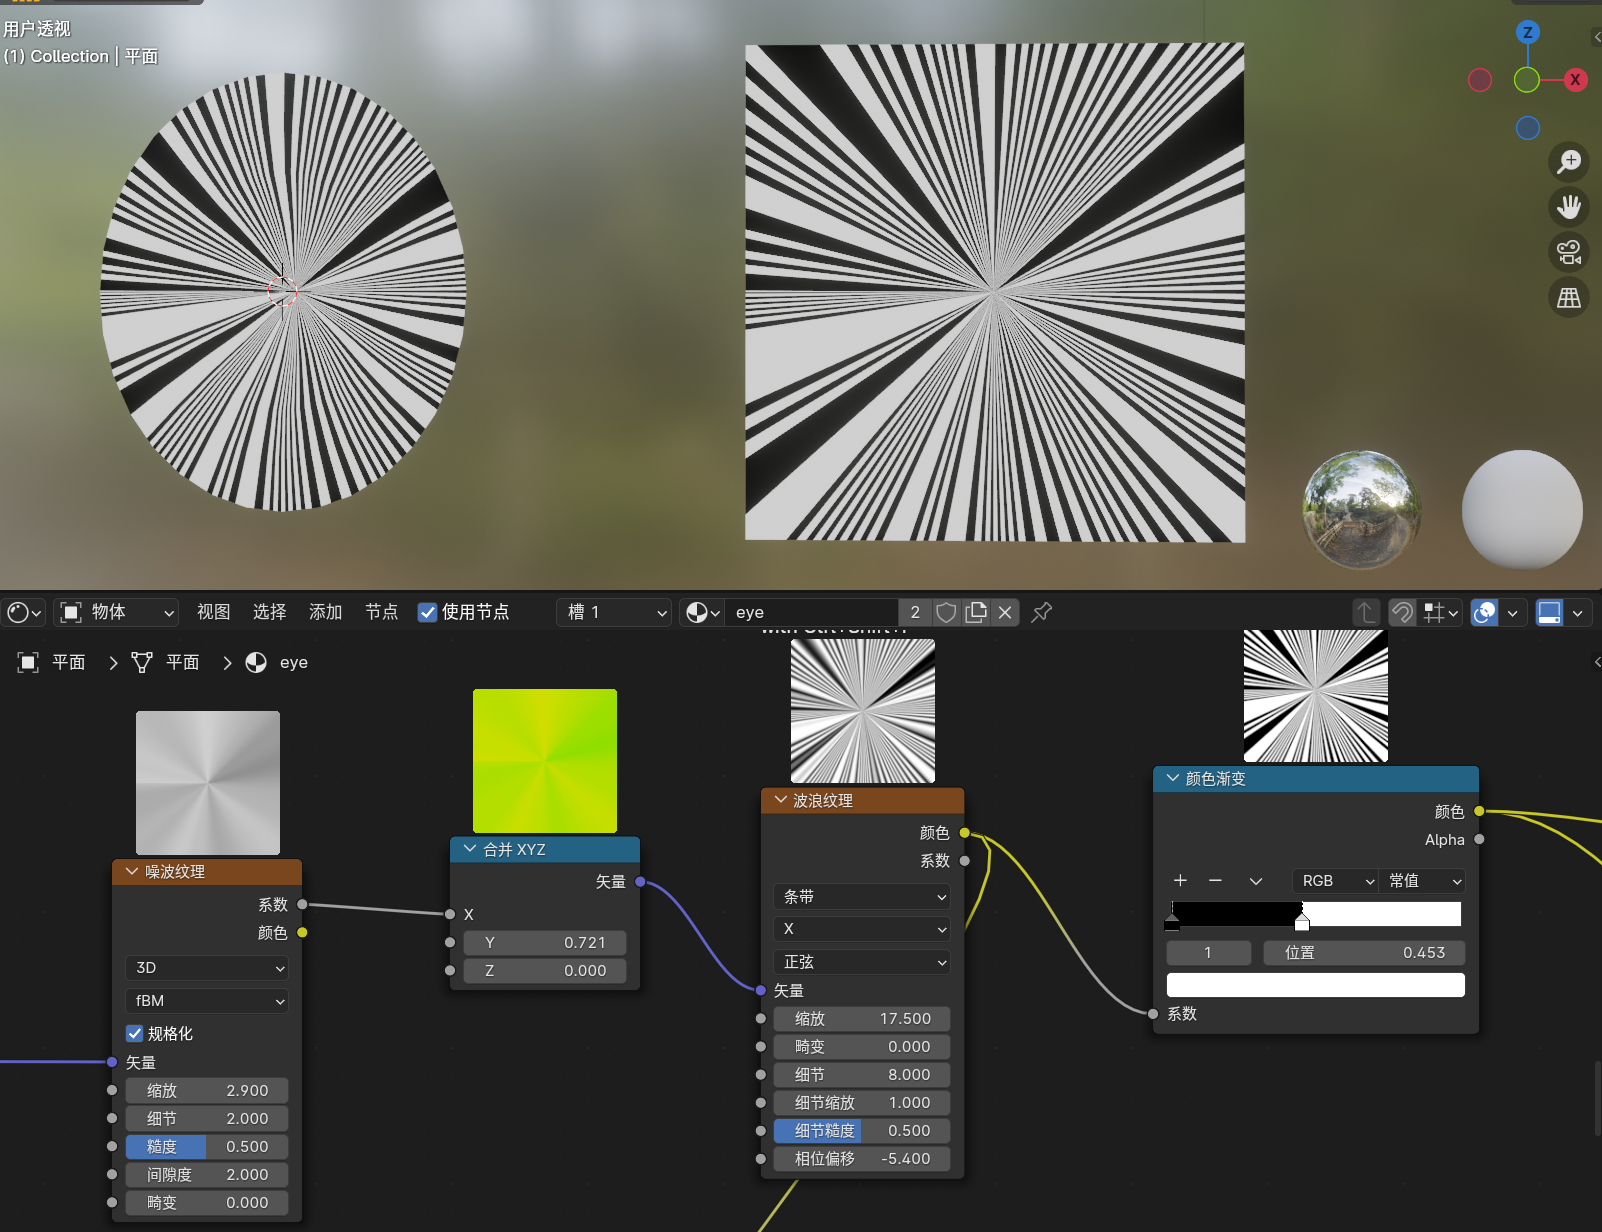 用户透视
(1) Collection | 平面
Z
X
物体
视图
选择
添加
节点
使用节点
槽 1
eye
2
平面
平面
eye
噪波纹理
系数
颜色
3D
fBM
规格化
矢量
缩放 2.900
细节 2.000
糙度 0.500
间隙度 2.000
畸变 0.000
合并 XYZ
矢量
X
Y 0.721
Z 0.000
波浪纹理
颜色
系数
条带
X
正弦
矢量
缩放 17.500
畸变 0.000
细节 8.000
细节缩放 1.000
细节糙度 0.500
相位偏移 -5.400
颜色渐变
颜色
Alpha
RGB
常值
1
位置 0.453
系数